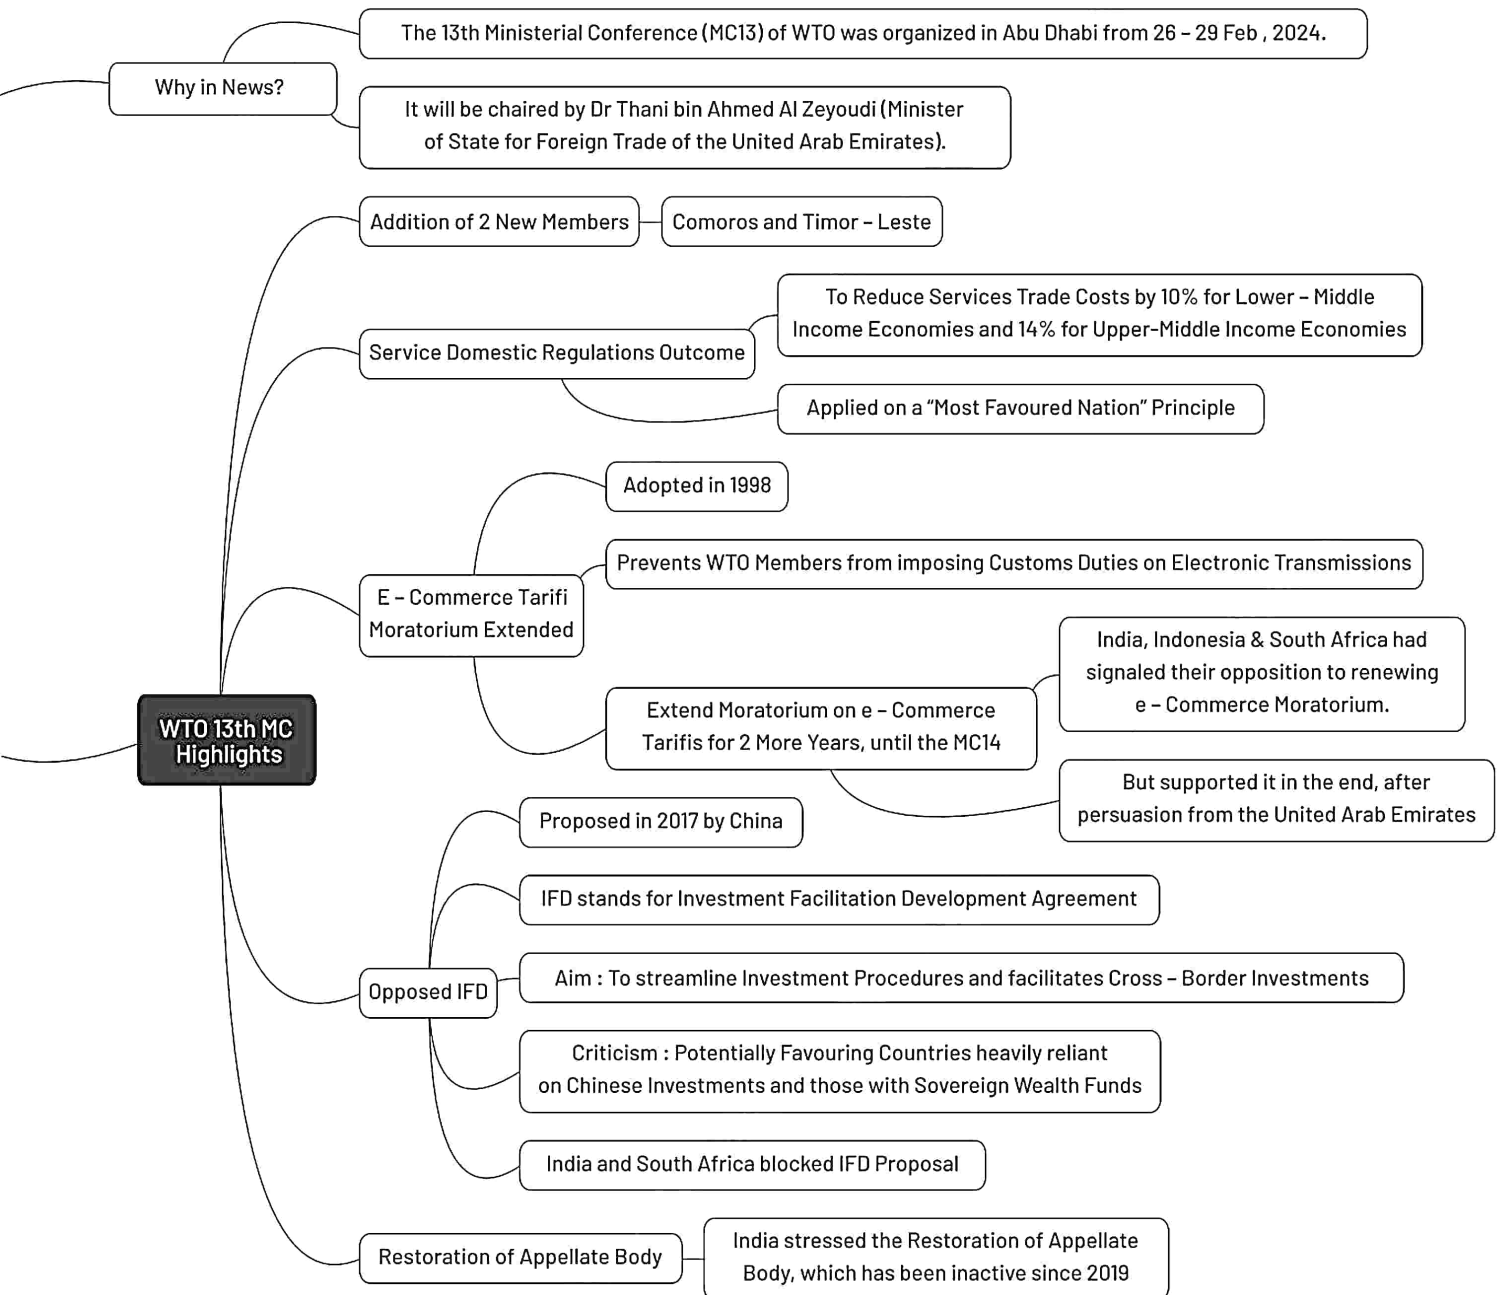 The 13th Ministerial Conference (MC13) of WTO was organized in Abu Dhabi from 26 – 29 Feb , 2024.
Why in News?
It will be chaired by Dr Thani bin Ahmed Al Zeyoudi (Minister
of State for Foreign Trade of the United Arab Emirates).
Addition of 2 New Members
Comoros and Timor – Leste
Service Domestic Regulations Outcome
To Reduce Services Trade Costs by 10% for Lower – Middle
Income Economies and 14% for Upper-Middle Income Economies
Applied on a “Most Favoured Nation” Principle
E – Commerce Tarifi
Moratorium Extended
Adopted in 1998
Prevents WTO Members from imposing Customs Duties on Electronic Transmissions
Extend Moratorium on e – Commerce
Tarifis for 2 More Years, until the MC14
India, Indonesia & South Africa had
signaled their opposition to renewing
e – Commerce Moratorium.
But supported it in the end, after
persuasion from the United Arab Emirates
WTO 13th MC
Highlights
Opposed IFD
Proposed in 2017 by China
IFD stands for Investment Facilitation Development Agreement
Aim : To streamline Investment Procedures and facilitates Cross – Border Investments
Criticism : Potentially Favouring Countries heavily reliant
on Chinese Investments and those with Sovereign Wealth Funds
India and South Africa blocked IFD Proposal
Restoration of Appellate Body
India stressed the Restoration of Appellate
Body, which has been inactive since 2019